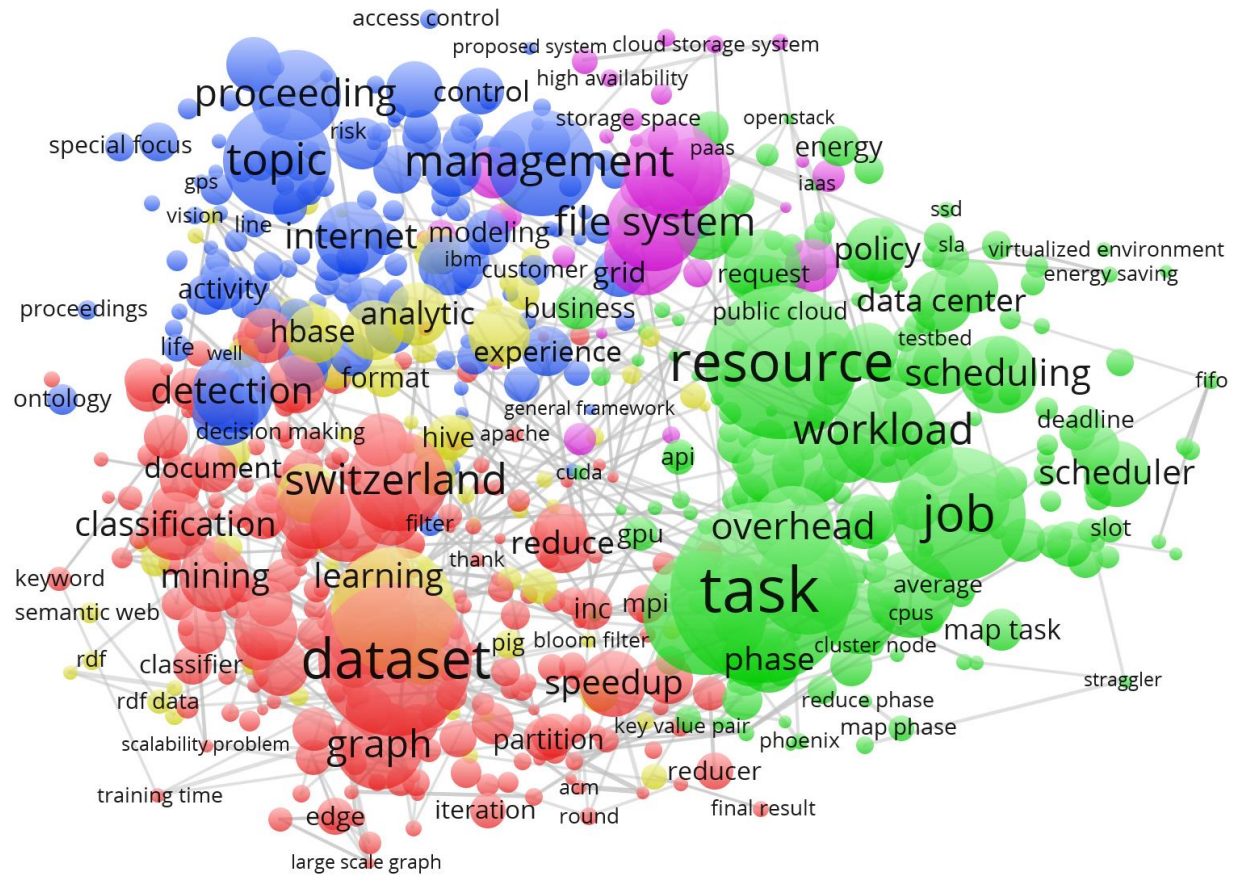 access control
proposed system
cloud storage system
high availability
proceeding
control
storage space
openstack
special focus
risk
topic
management
paas
energy
iaas
gps
vision
line
internet
modeling
file system
ssd
policy
sla
virtualized environment
ibm
customer
grid
request
energy saving
activity
data center
proceedings
hbase
analytic
business
public cloud
life
well
experience
resource
testbed
format
scheduling
fifo
detection
ontology
general framework
decision making
hive
apache
workload
deadline
document
switzerland
cuda
api
scheduler
classification
filter
reduce
gpu
overhead
job
slot
thank
keyword
mining
learning
task
average
semantic web
inc
mpi
cpus
map task
pig
bloom filter
cluster node
rdf
classifier
dataset
phase
straggler
speedup
rdf data
reduce phase
scalability problem
graph
partition
key value pair
phoenix
map phase
reducer
training time
acm
edge
iteration
round
final result
large scale graph